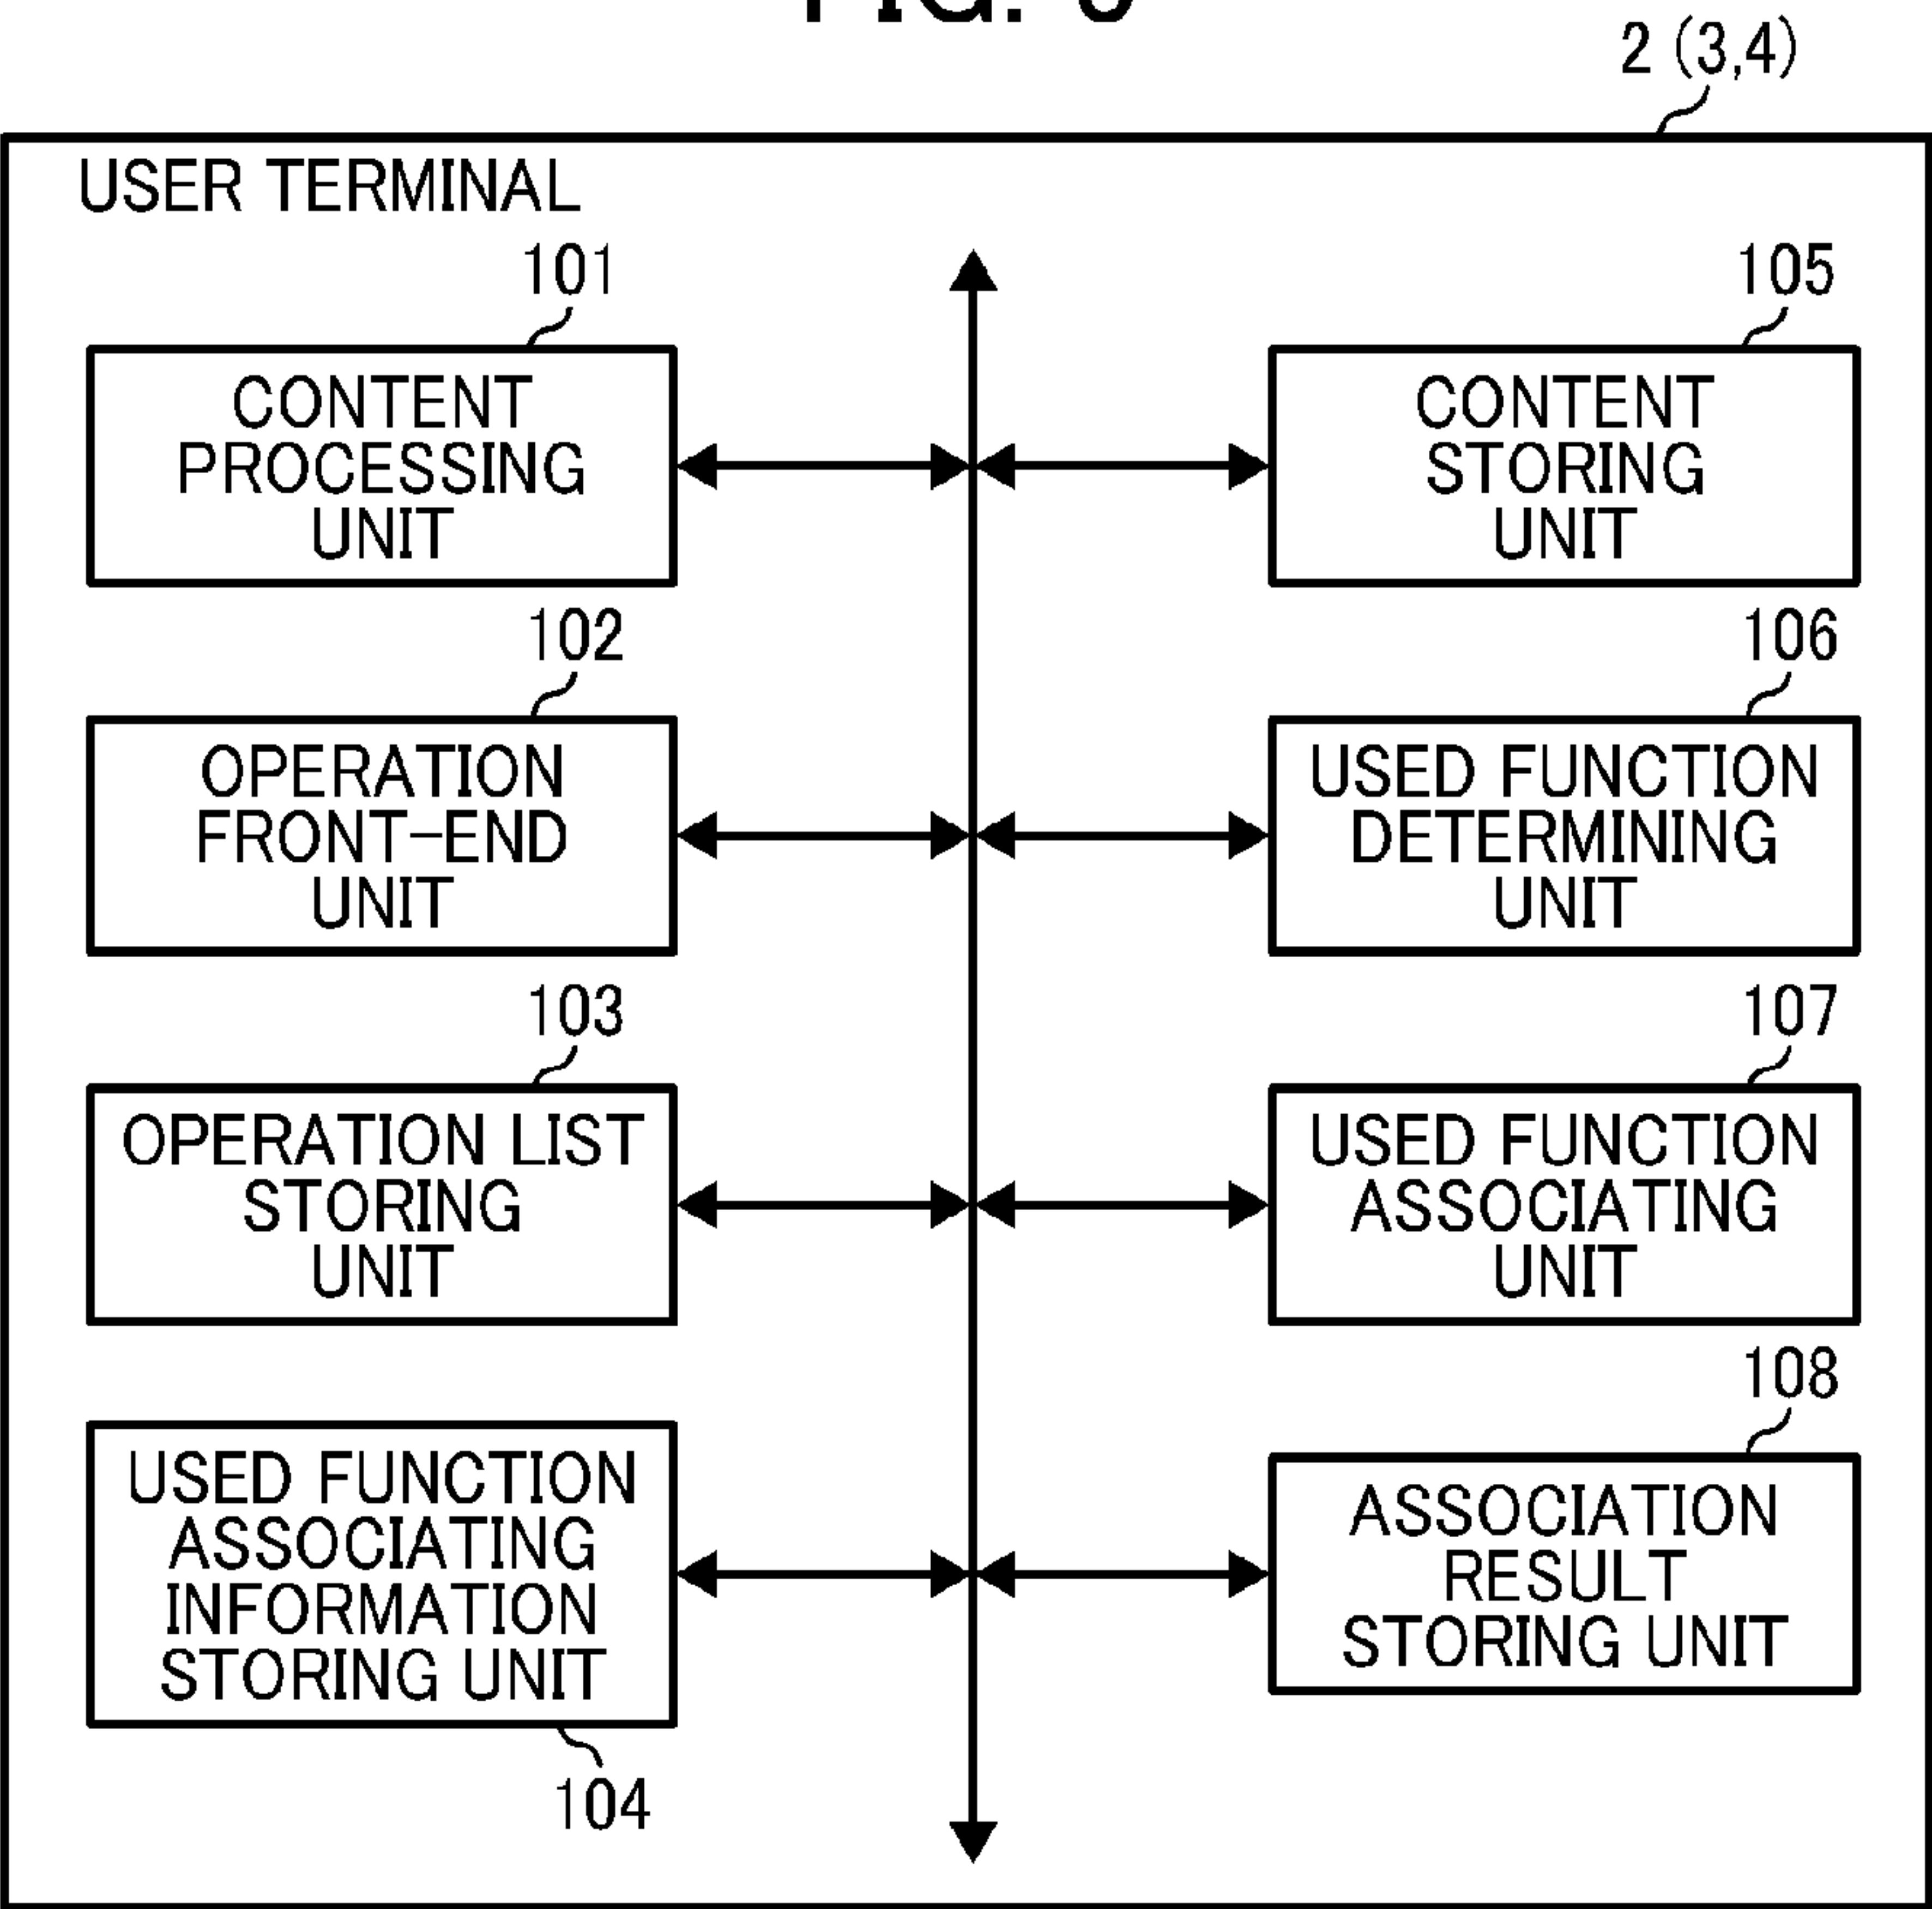 2 (3,4)
USER TERMINAL
101
CONTENT
PROCESSING
UNIT
102
OPERATION
FRONT-END
UNIT
103
OPERATION LIST
STORING
UNIT
USED FUNCTION
ASSOCIATING
INFORMATION
STORING UNIT
104
105
CONTENT
STORING
UNIT
106
USED FUNCTION
DETERMINING
UNIT
107
USED FUNCTION
ASSOCIATING
UNIT
108
ASSOCIATION
RESULT
STORING UNIT